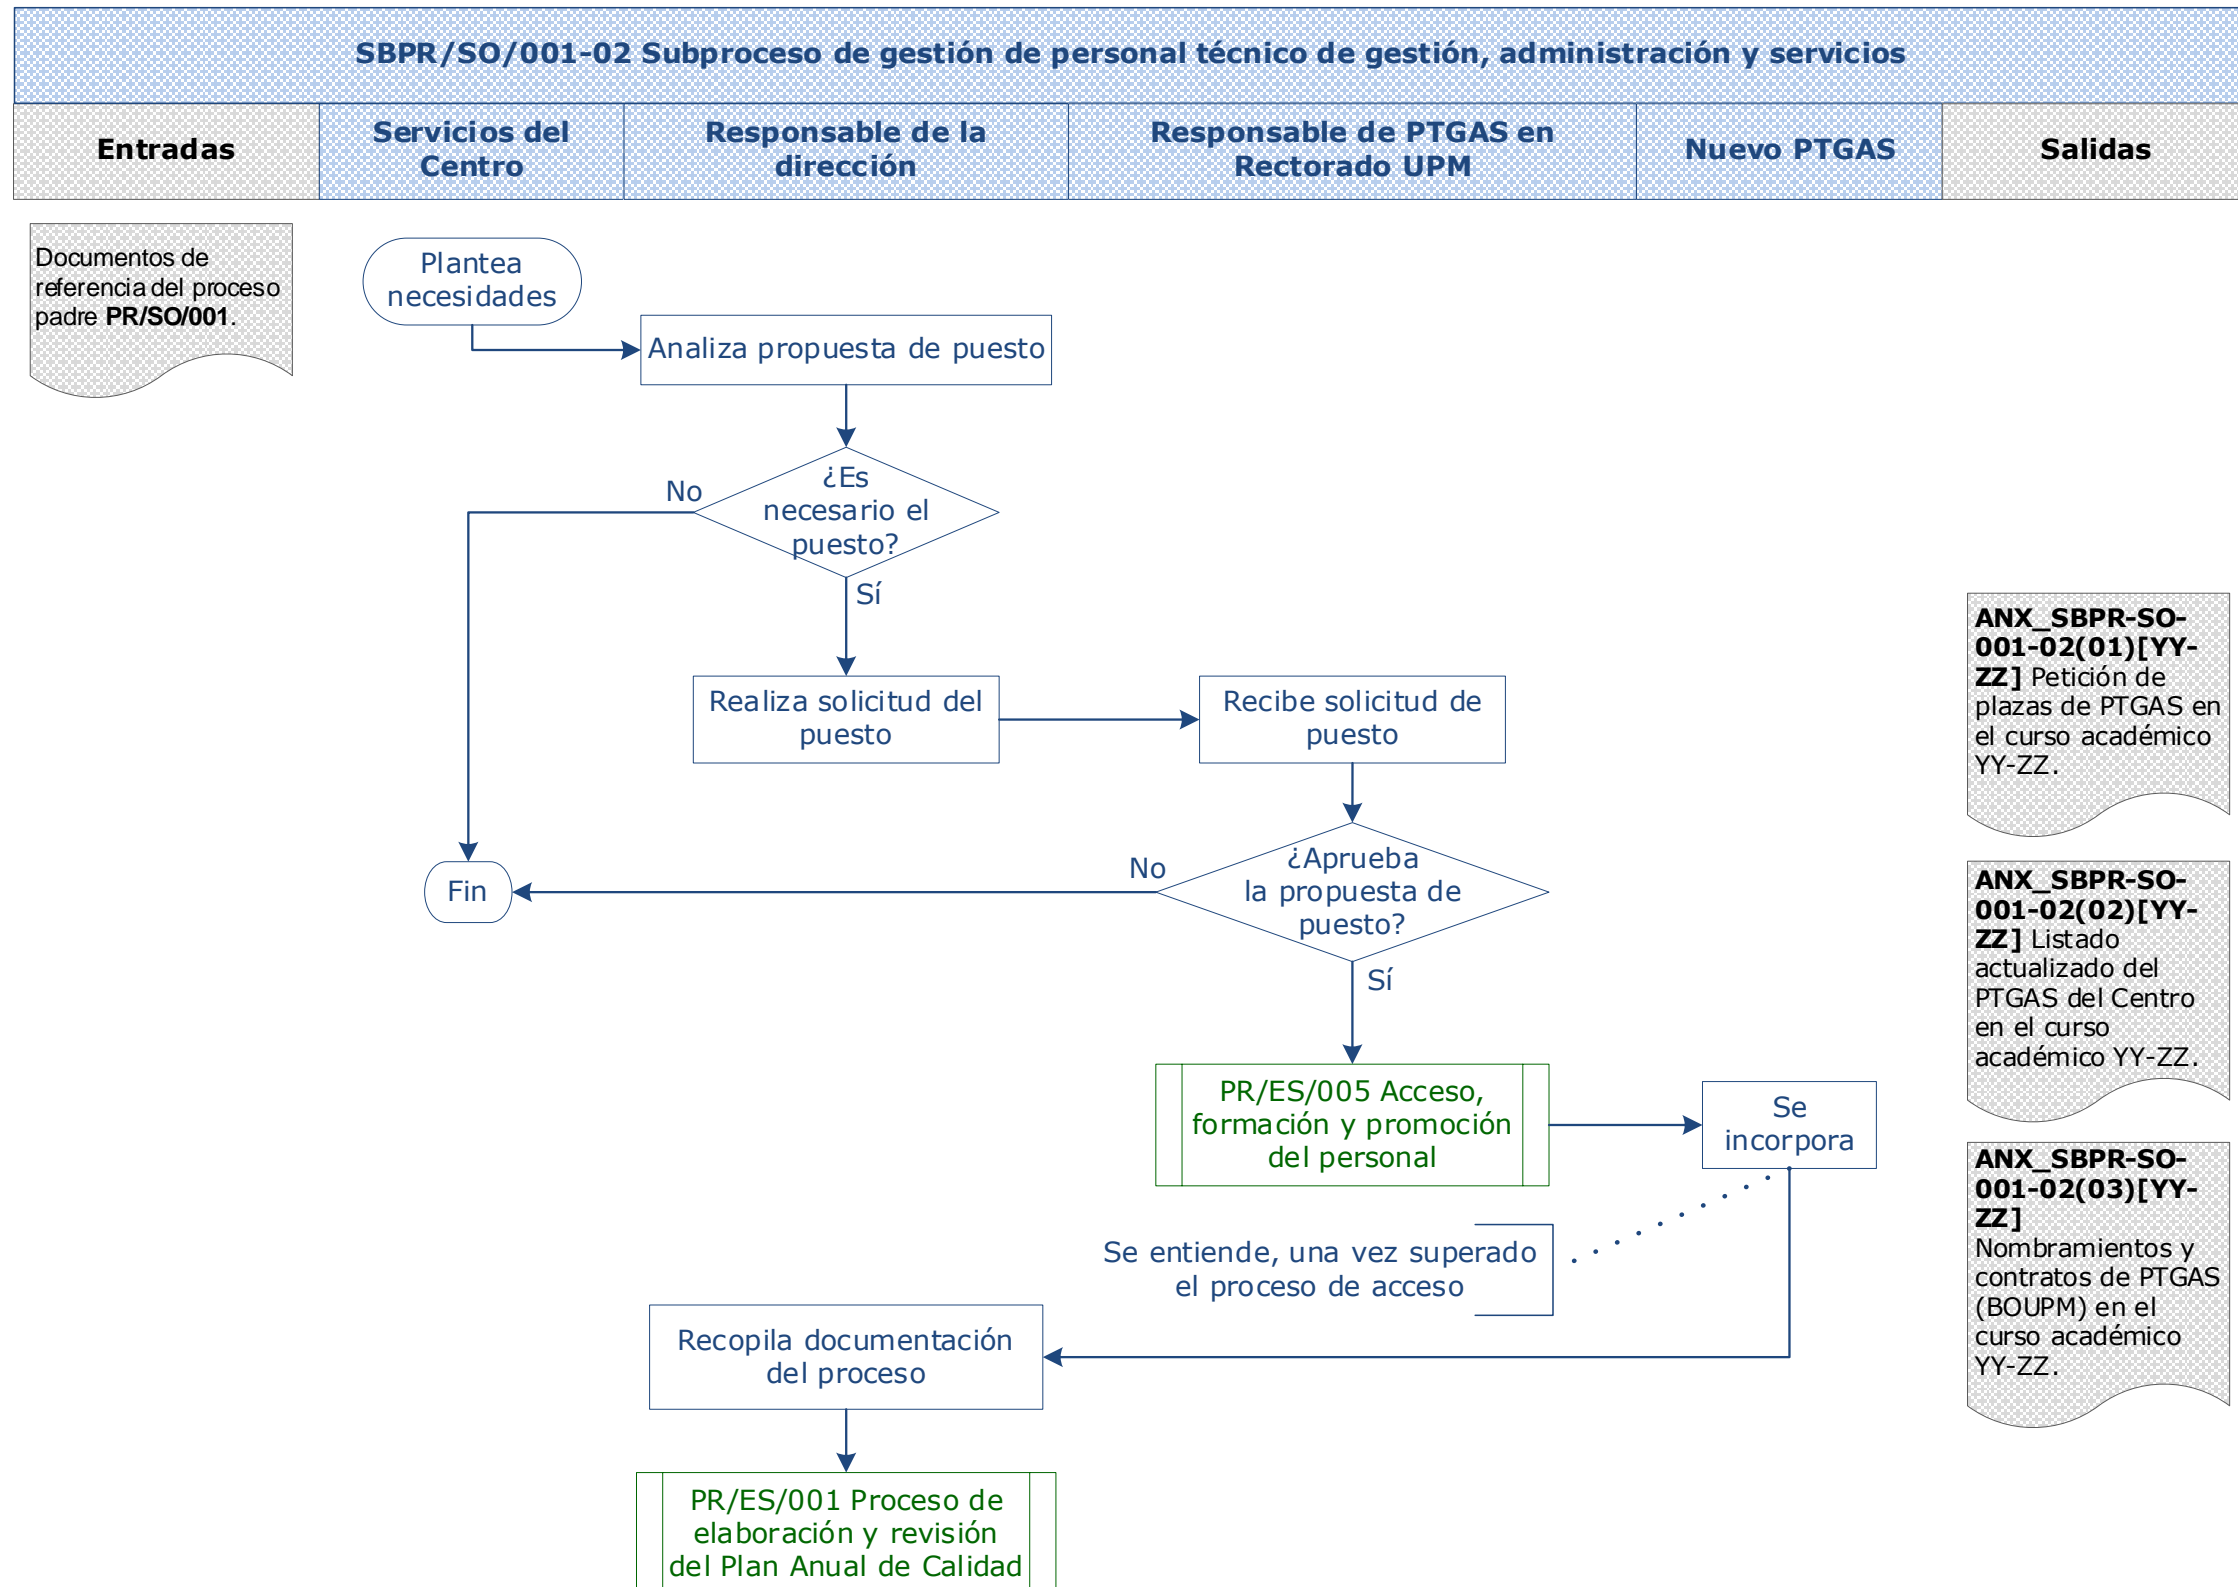 SBPR/SO/001-02 Subproceso de gestión de personal técnico de gestión, administración y servicios
Entradas
Servicios del
Centro
Responsable de la
dirección
Responsable de PTGAS en
Rectorado UPM
Nuevo PTGAS
Salidas
Documentos de
referencia del proceso
padre PR/SO/001.
Plantea
necesidades
Analiza propuesta de puesto
¿Es
necesario el
puesto?
No
Sí
Realiza solicitud del
puesto
Recibe solicitud de
puesto
¿Aprueba
la propuesta de
puesto?
No
Fin
Sí
PR/ES/005 Acceso,
formación y promoción
del personal
Se
incorpora
Se entiende, una vez superado
el proceso de acceso
Recopila documentación
del proceso
PR/ES/001 Proceso de
elaboración y revisión
del Plan Anual de Calidad
ANX_SBPR-SO-
001-02(01)[YY-
ZZ] Petición de
plazas de PTGAS en
el curso académico
YY-ZZ.
ANX_SBPR-SO-
001-02(02)[YY-
ZZ] Listado
actualizado del
PTGAS del Centro
en el curso
académico YY-ZZ.
ANX_SBPR-SO-
001-02(03)[YY-
ZZ]
Nombramientos y
contratos de PTGAS
(BOUPM) en el
curso académico
YY-ZZ.